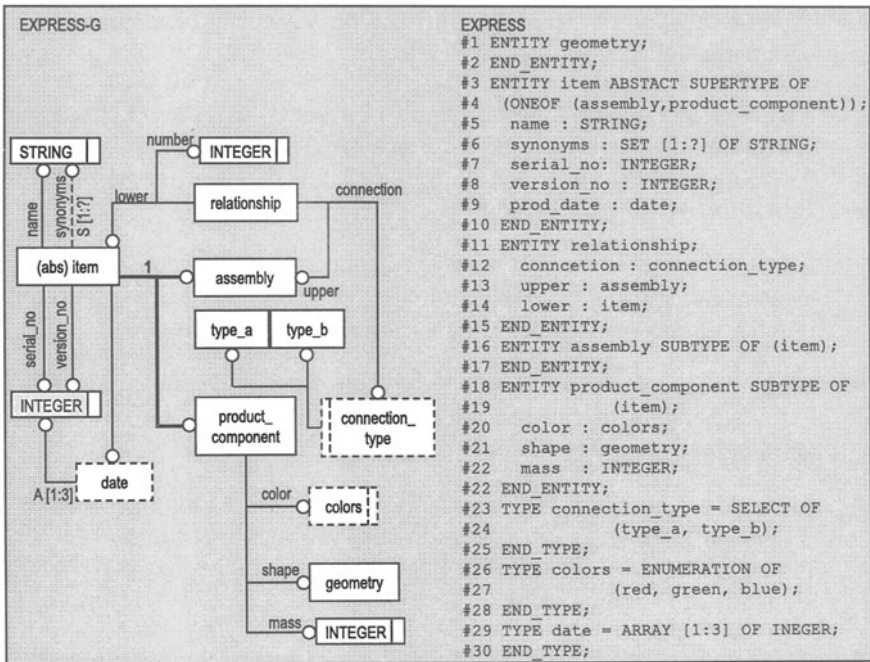 EXPRESS-G
number
STRING
INTEGER
lower
relationship
connection
name
synonyms
S [1:?]
(abs) item
1
assembly
upper
serial_no
version_no
type_a
type_b
INTEGER
product_
component
connection_
type
A [1:3]
date
color
colors
shape
geometry
mass
INTEGER
EXPRESS
#1 ENTITY geometry;
#2 END_ENTITY;
#3 ENTITY item ABSTACT SUPERTYPE OF
#4 (ONEOF (assembly,product_component));
#5 name : STRING;
#6 synonyms : SET [1:?] OF STRING;
#7 serial_no: INTEGER;
#8 version_no : INTEGER;
#9 prod_date : date;
#10 END_ENTITY;
#11 ENTITY relationship;
#12 conncetion : connection_type;
#13 upper : assembly;
#14 lower : item;
#15 END_ENTITY;
#16 ENTITY assembly SUBTYPE OF (item);
#17 END_ENTITY;
#18 ENTITY product_component SUBTYPE OF
#19 (item);
#20 color : colors;
#21 shape : geometry;
#22 mass : INTEGER;
#22 END_ENTITY;
#23 TYPE connection_type = SELECT OF
#24 (type_a, type_b);
#25 END_TYPE;
#26 TYPE colors = ENUMERATION OF
#27 (red, green, blue);
#28 END_TYPE;
#29 TYPE date = ARRAY [1:3] OF INEGER;
#30 END_TYPE;